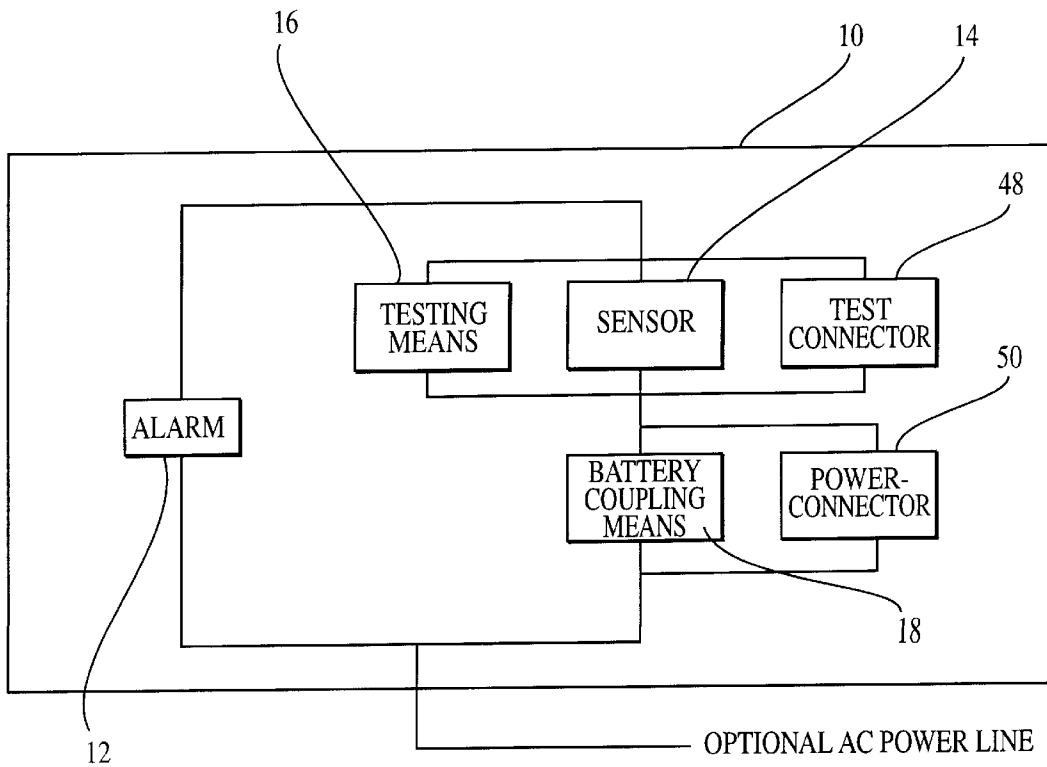 16
10
14
48
TESTING
MEANS
SENSOR
TEST
CONNECTOR
50
ALARM
BATTERY
COUPLING
MEANS
POWER-
CONNECTOR
18
12
OPTIONAL AC POWER LINE